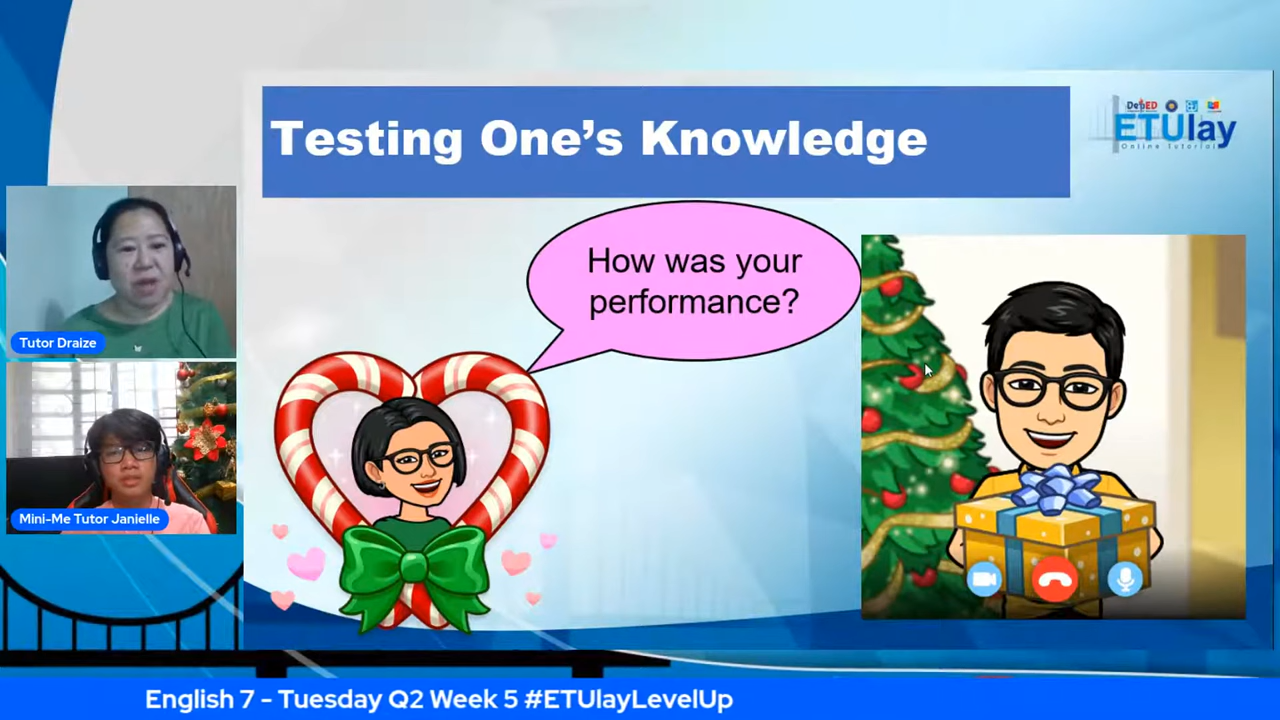 Testing One's Knowledge
DepED
ETUlay
Online Tutorial
How was your
performance?
Tutor Draize
Mini-Me Tutor Janielle
English 7 - Tuesday Q2 Week 5 #ETUlayLevelUp